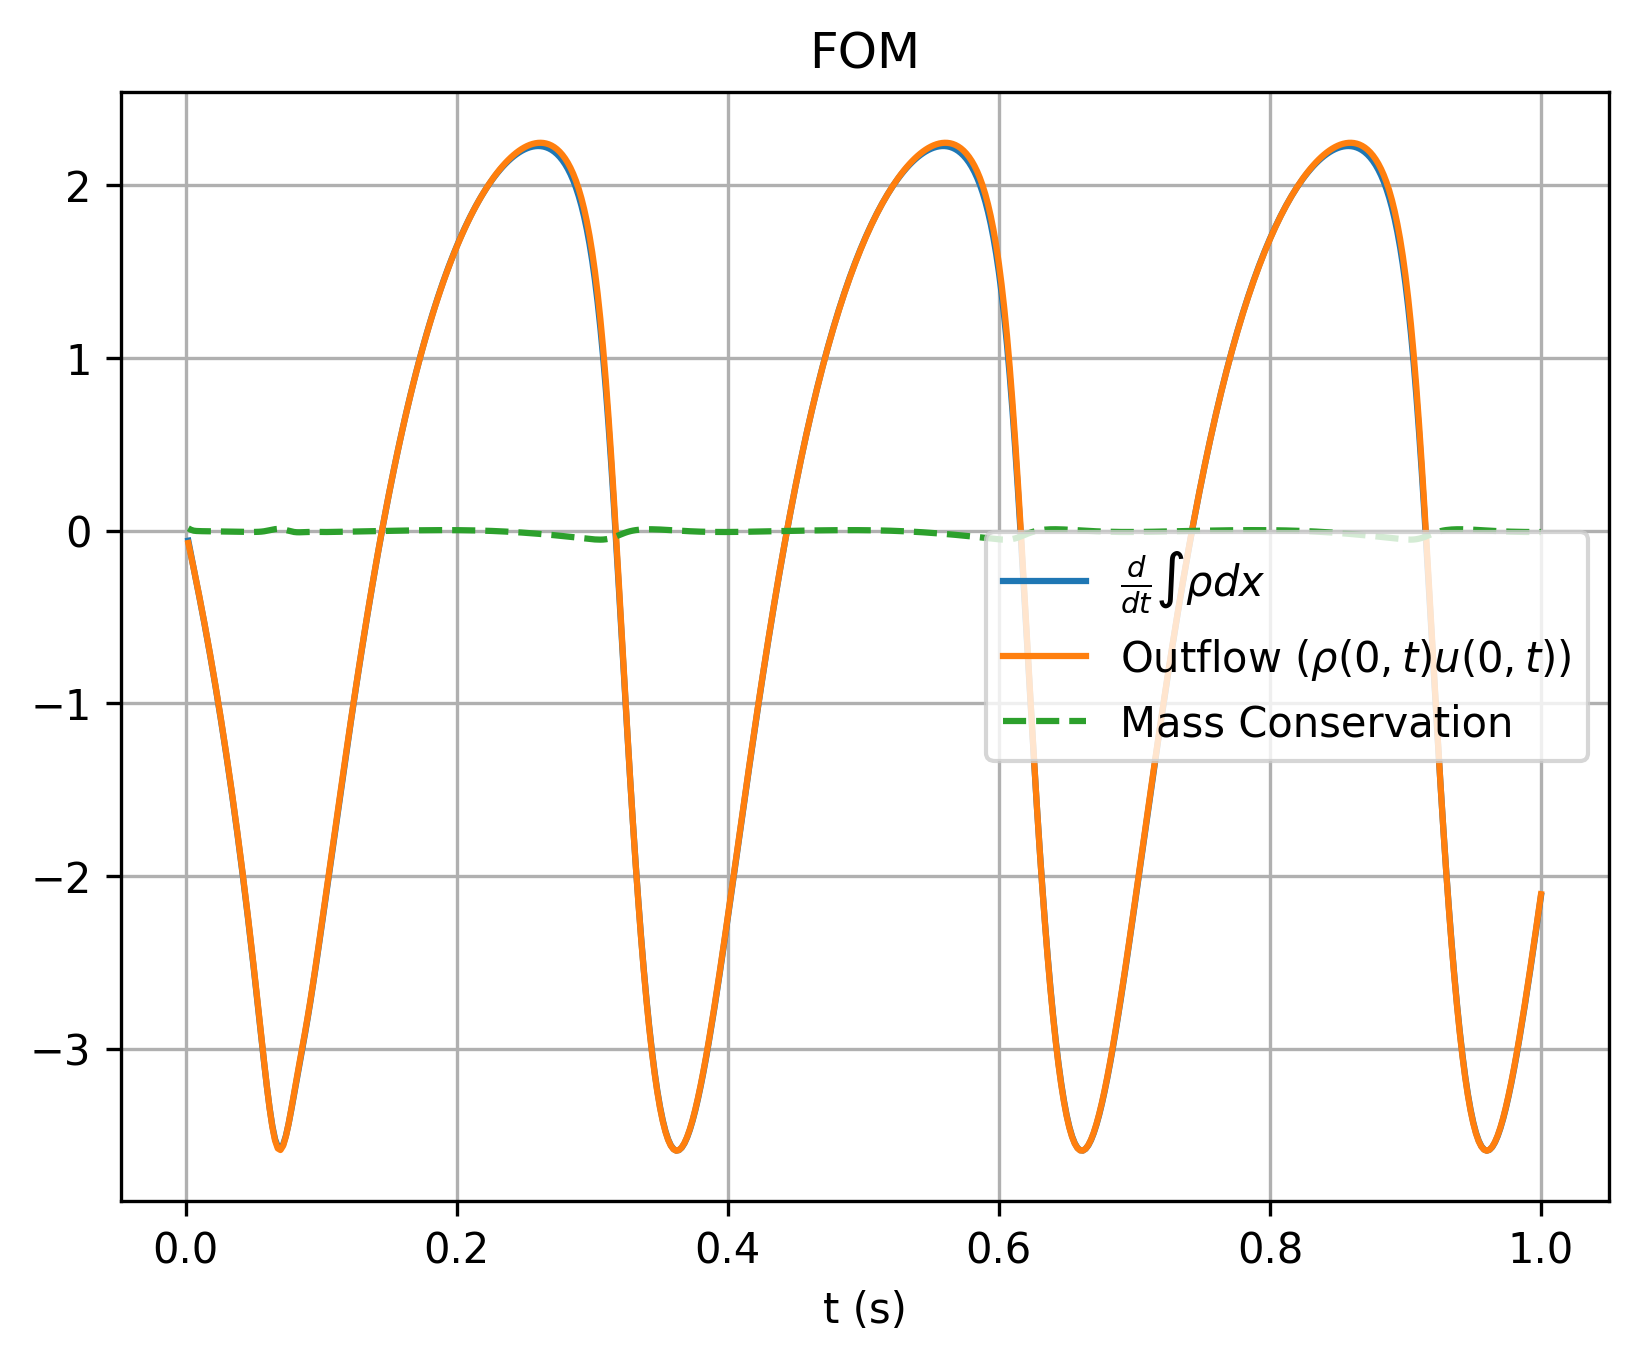 FOM
2
1
0
−1
−2
−3
d/dt ∫ρdx
Outflow (ρ(0, t)u(0, t))
Mass Conservation
0.0 0.2 0.4 0.6 0.8 1.0
t (s)